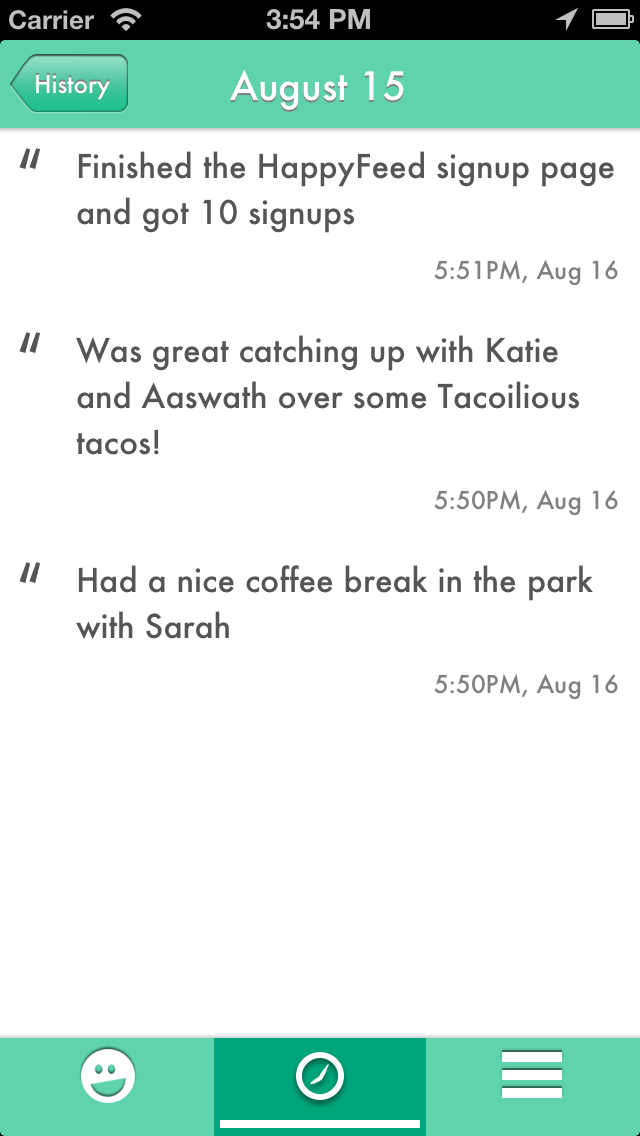 Carrier 3:54 PM
History August 15
" Finished the HappyFeed signup page
and got 10 signups
5:51PM, Aug 16
" Was great catching up with Katie
and Aaswath over some Tacoilious
tacos!
5:50PM, Aug 16
" Had a nice coffee break in the park
with Sarah
5:50PM, Aug 16